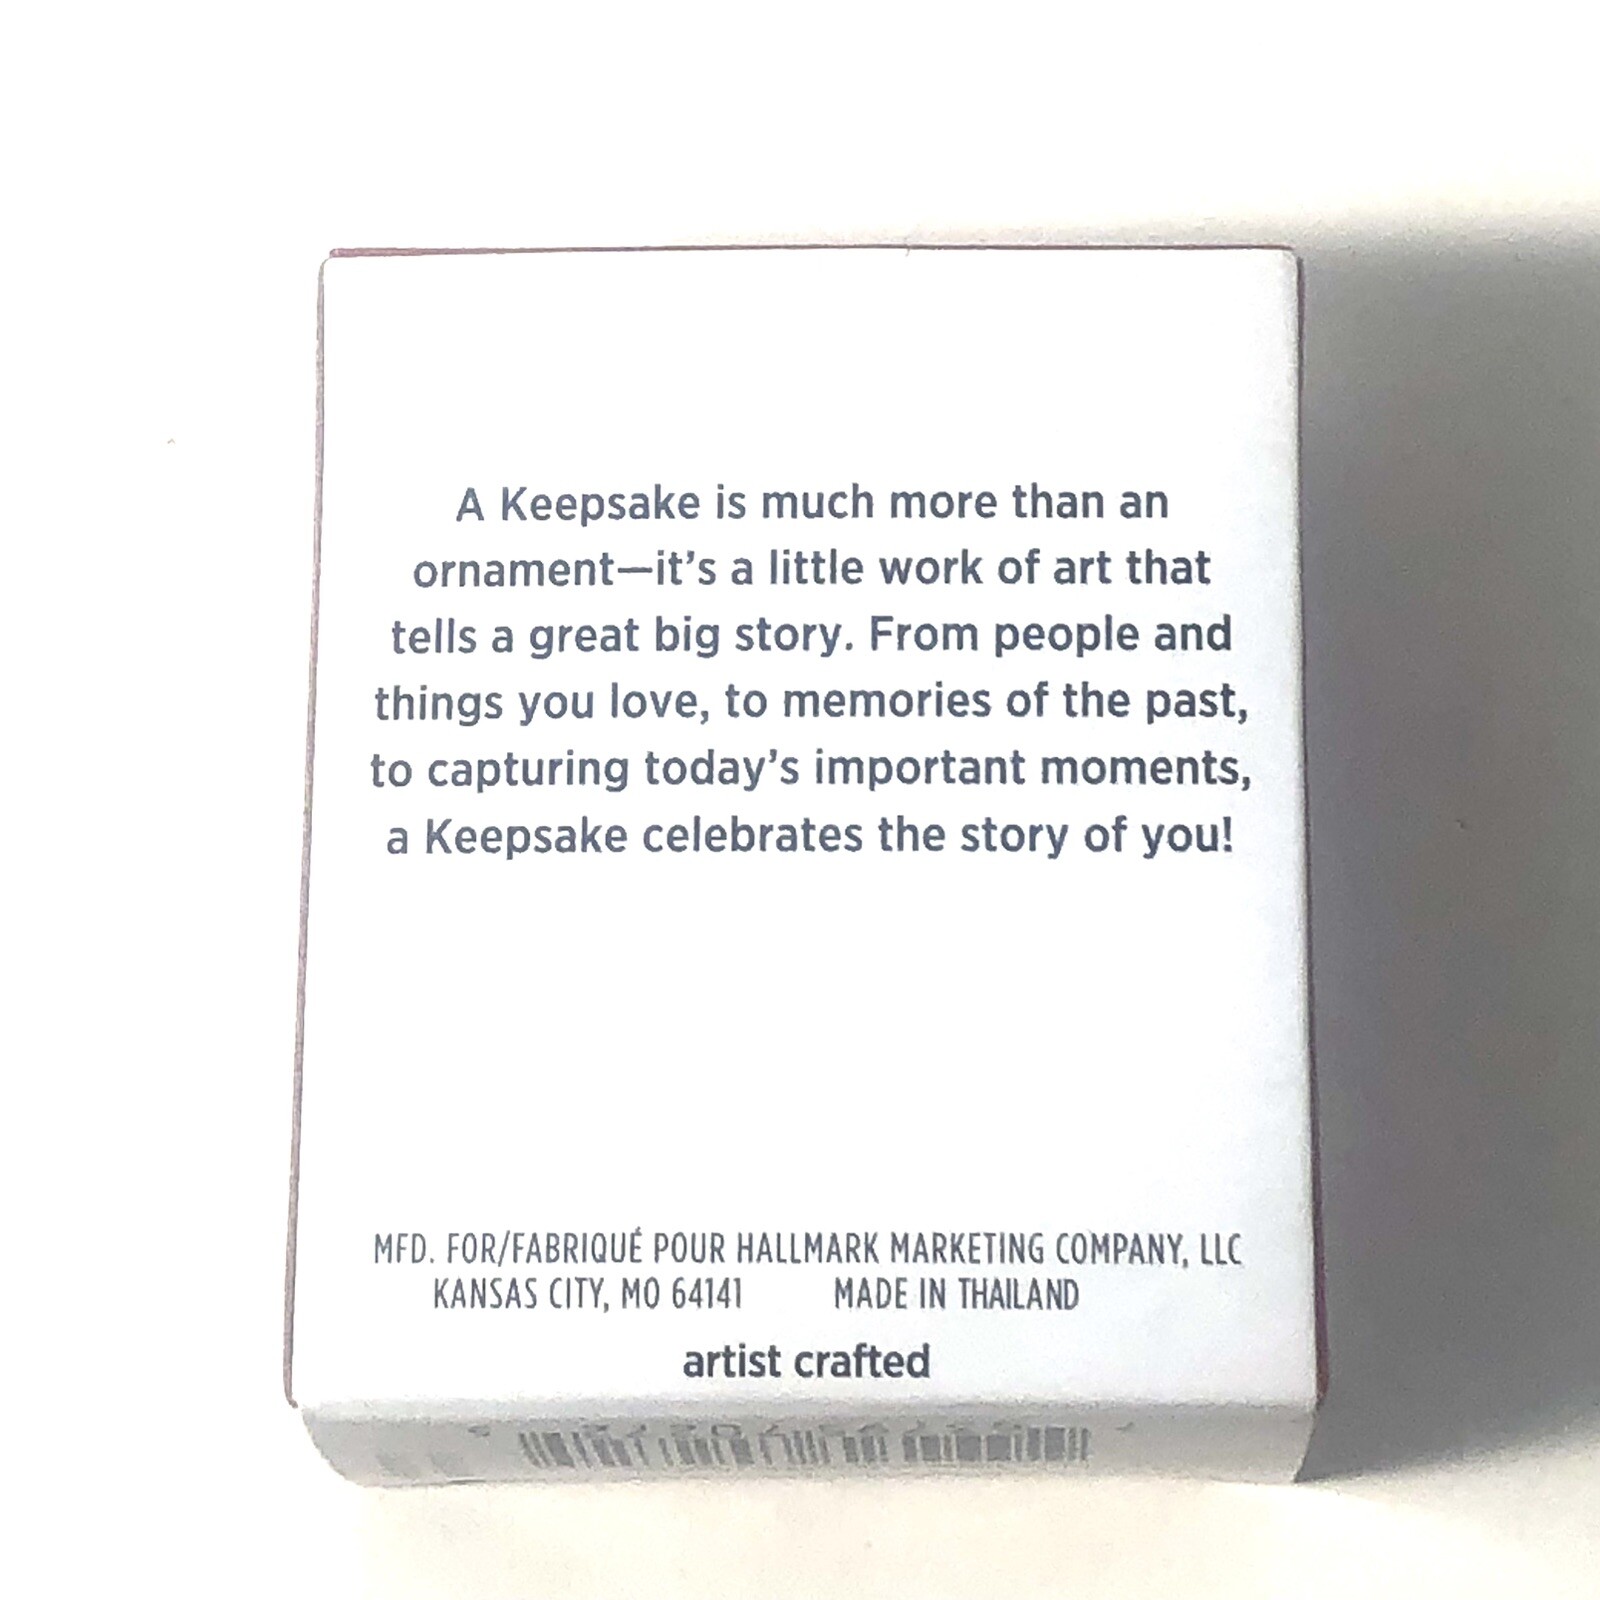 A Keepsake is much more than an
ornament—it's a little work of art that
tells a great big story. From people and
things you love, to memories of the past,
to capturing today's important moments,
a Keepsake celebrates the story of you!
MFD. FOR/FABRIQUÉ POUR HALLMARK MARKETING COMPANY, LLC
KANSAS CITY, MO 64141 MADE IN THAILAND
artist crafted